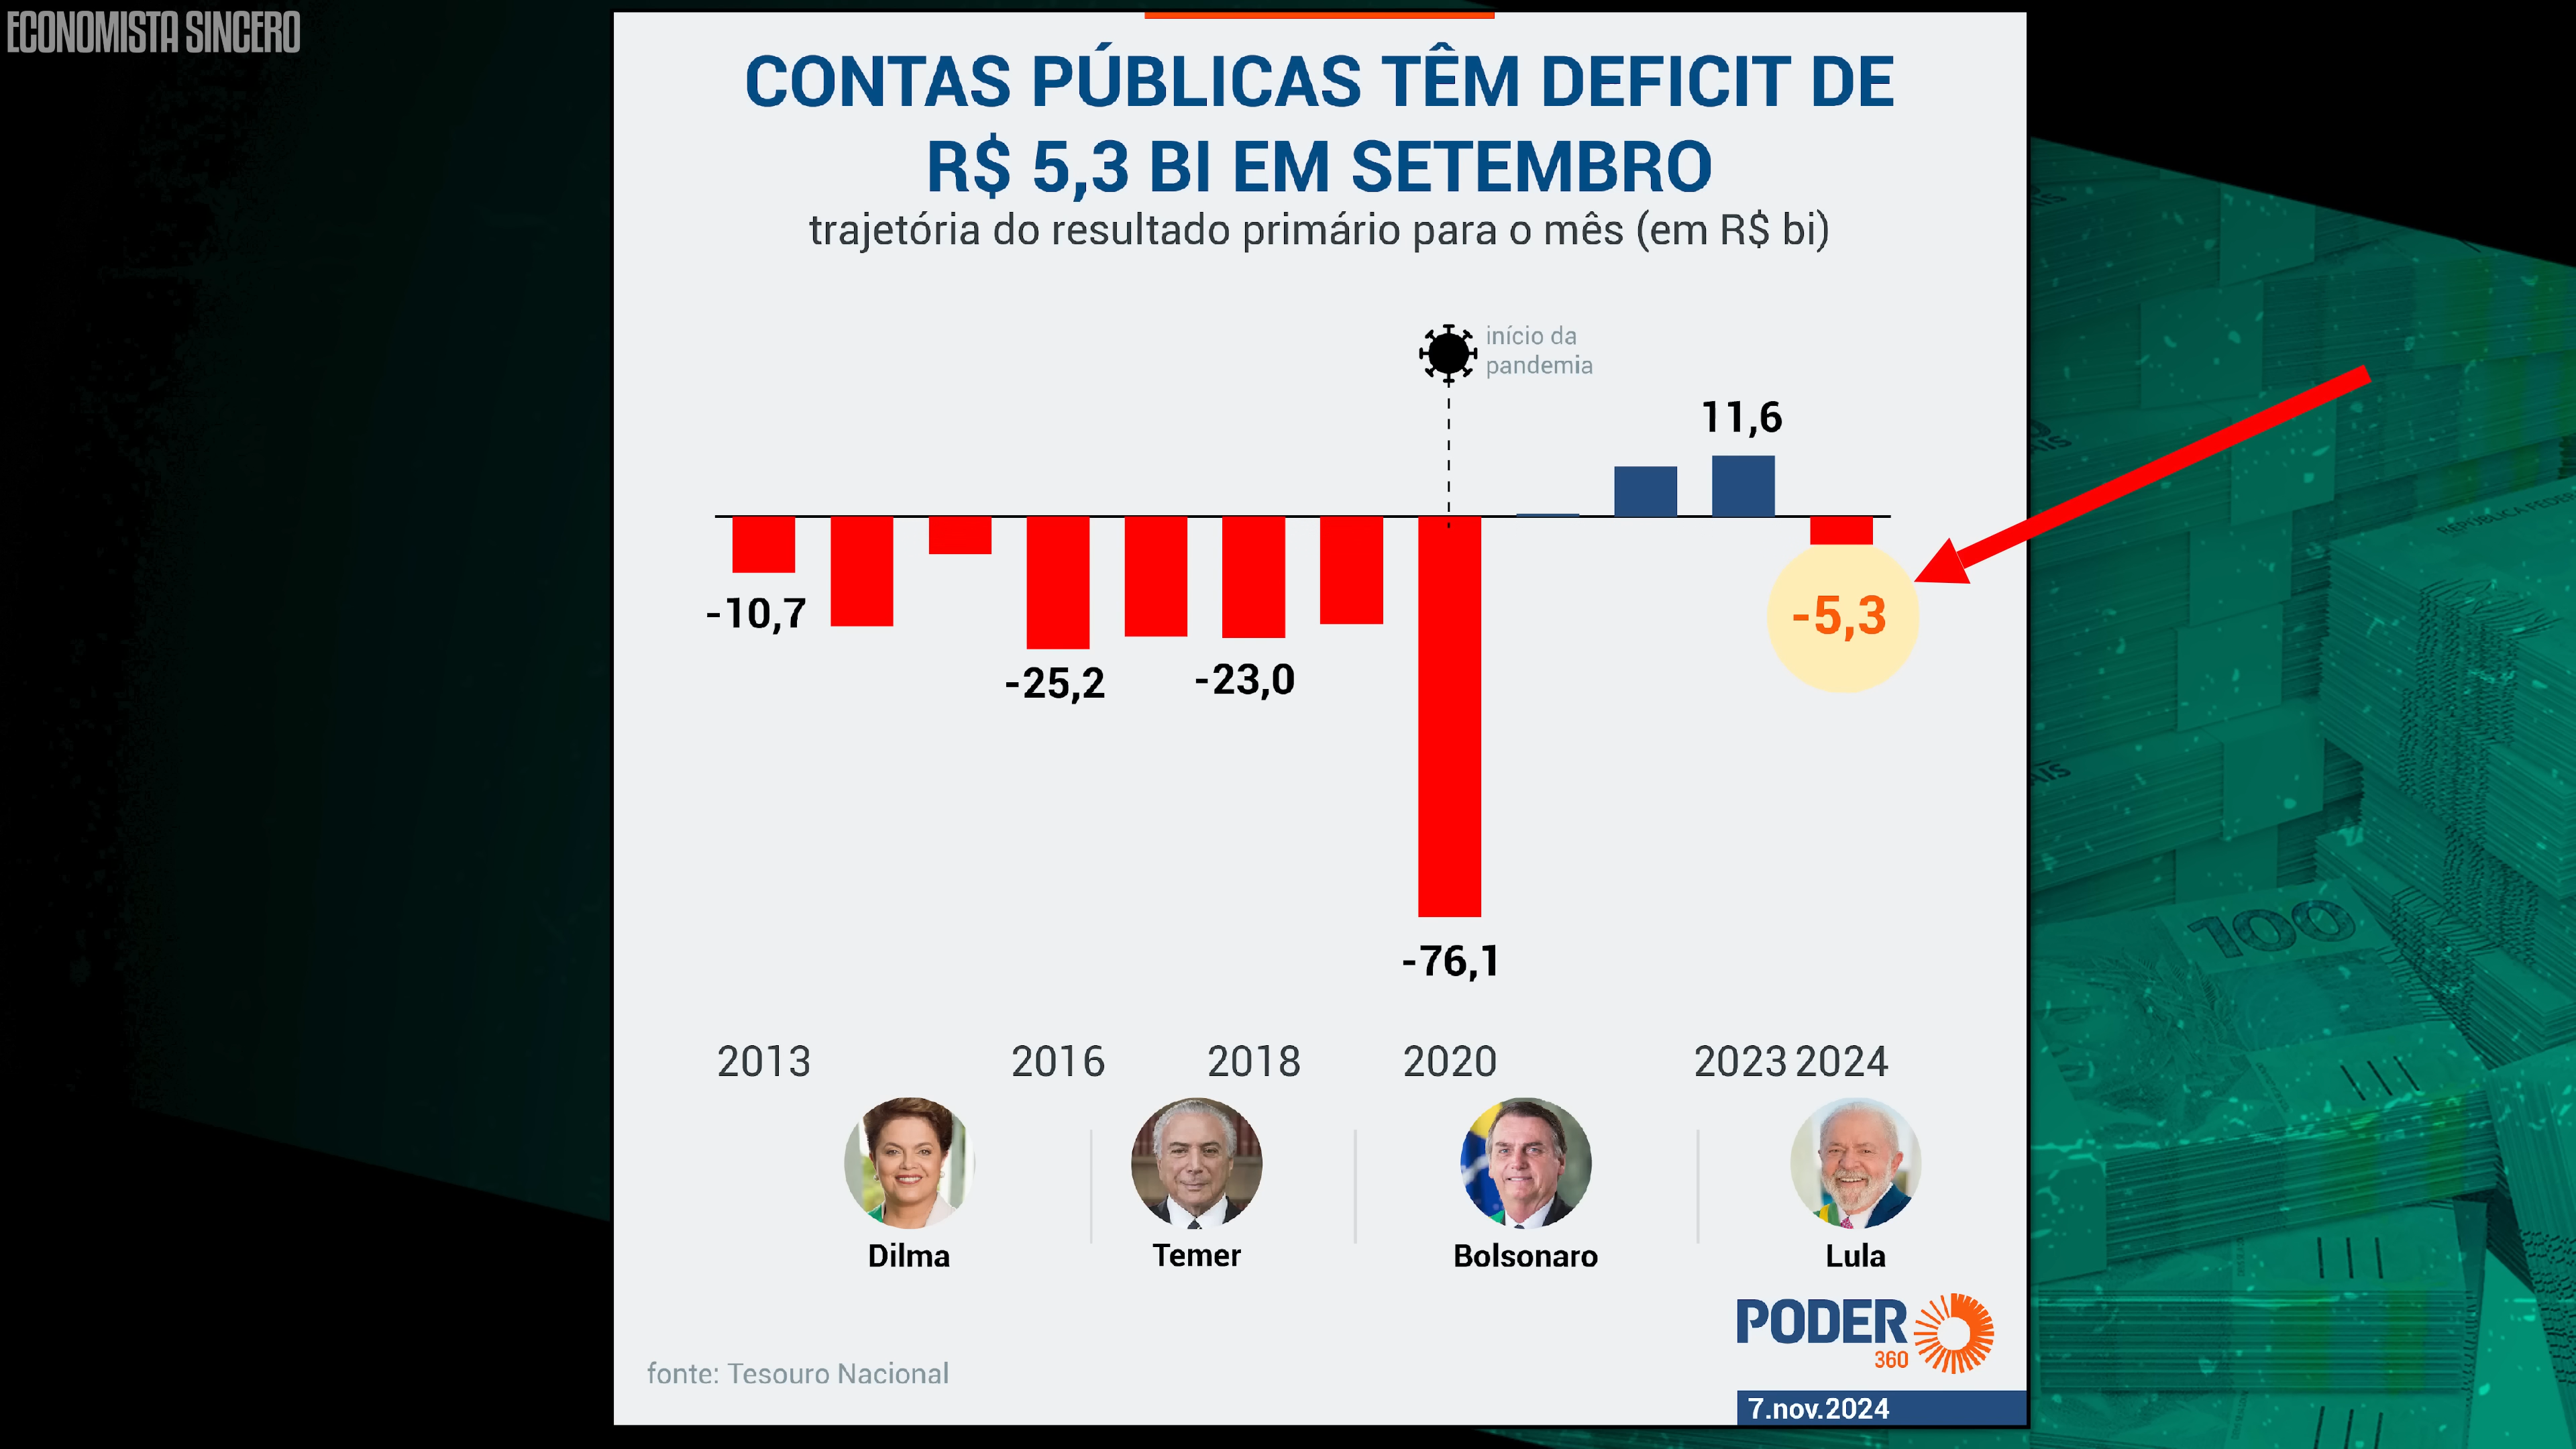 ECONOMISTA SINCERO
CONTAS PÚBLICAS TÊM DEFICIT DE
R$ 5,3 BI EM SETEMBRO
trajetória do resultado primário para o mês (em R$ bi)
início da
pandemia
11,6
-10,7
-25,2
-23,0
-5,3
-76,1
2013
2016
2018
2020
2023
2024
Dilma
Temer
Bolsonaro
Lula
PODER
360
fonte: Tesouro Nacional
7.nov.2024
100